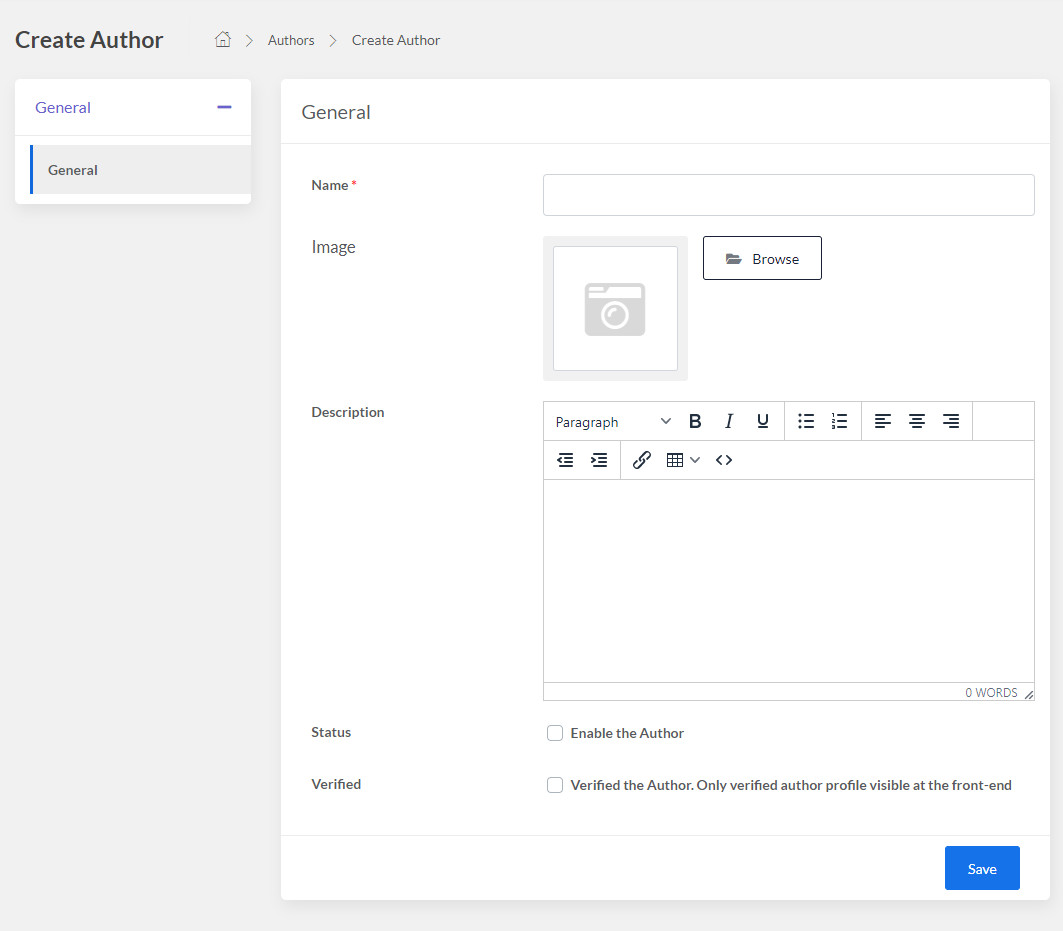 Create Author
Authors
Create Author
General
General
General
Name *
Image
Browse
Description
Paragraph
B I U
0 WORDS
Status
Enable the Author
Verified
Verified the Author. Only verified author profile visible at the front-end
Save